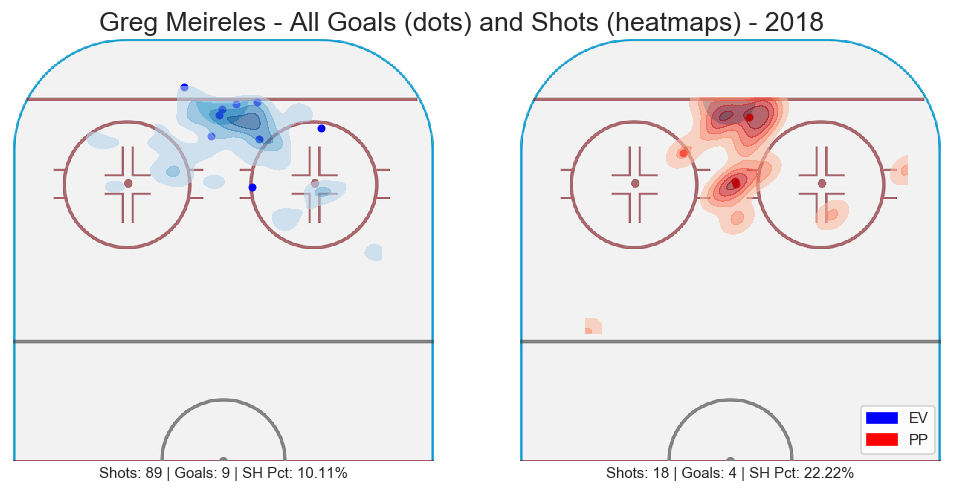 Greg Meireles - All Goals (dots) and Shots (heatmaps) - 2018
EV
PP
Shots: 89 | Goals: 9 | SH Pct: 10.11%
Shots: 18 | Goals: 4 | SH Pct: 22.22%